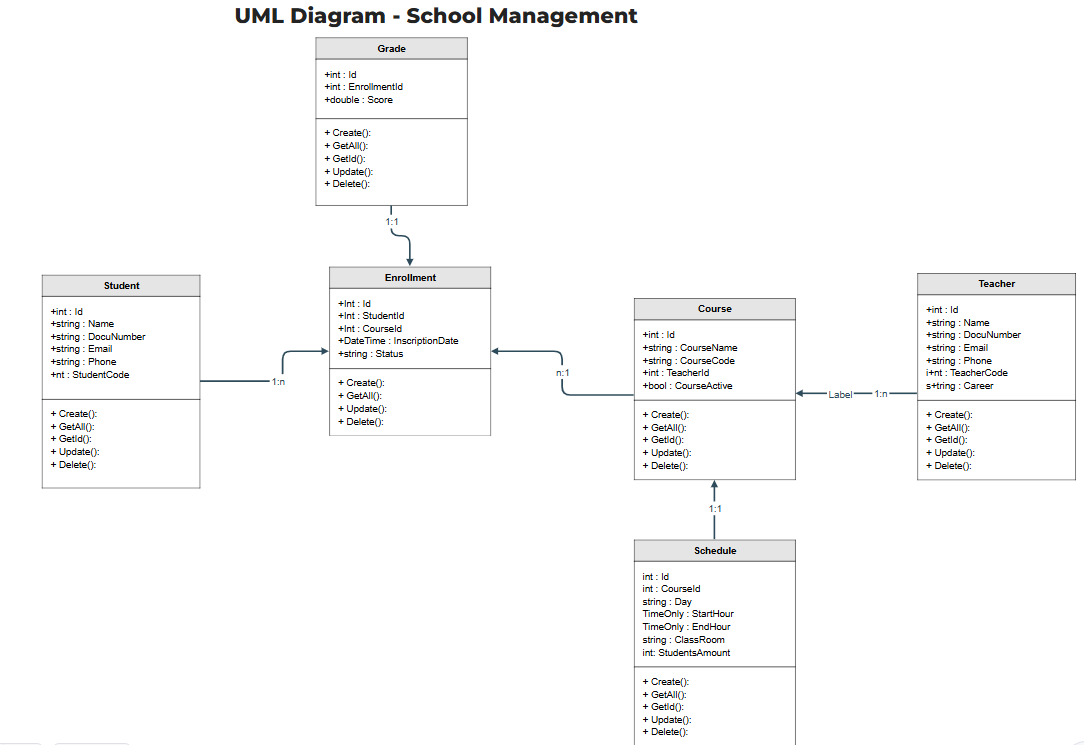 UML Diagram - School Management
Grade
+int : Id
+int : EnrollmentId
+double : Score
+ Create():
+ GetAll():
+ GetId():
+ Update():
+ Delete():
1:1
Enrollment
+Int : Id
+Int : StudentId
+Int : CourseId
+DateTime : InscriptionDate
+string : Status
+ Create():
+ GetAll():
+ Update():
+ Delete():
Student
+int : Id
+string : Name
+string : DocuNumber
+string : Email
+string : Phone
+nt : StudentCode
+ Create():
+ GetAll():
+ GetId():
+ Update():
+ Delete():
1:n
n:1
Course
+int : Id
+string : CourseName
+string : CourseCode
+int : TeacherId
+bool : CourseActive
+ Create():
+ GetAll():
+ GetId():
+ Update():
+ Delete():
Label
1:n
Teacher
+int : Id
+string : Name
+string : DocuNumber
+string : Email
+string : Phone
i+nt : TeacherCode
s+tring : Career
+ Create():
+ GetAll():
+ GetId():
+ Update():
+ Delete():
1:1
Schedule
int : Id
int : CourseId
string : Day
TimeOnly : StartHour
TimeOnly : EndHour
string : ClassRoom
int: StudentsAmount
+ Create():
+ GetAll():
+ GetId():
+ Update():
+ Delete():